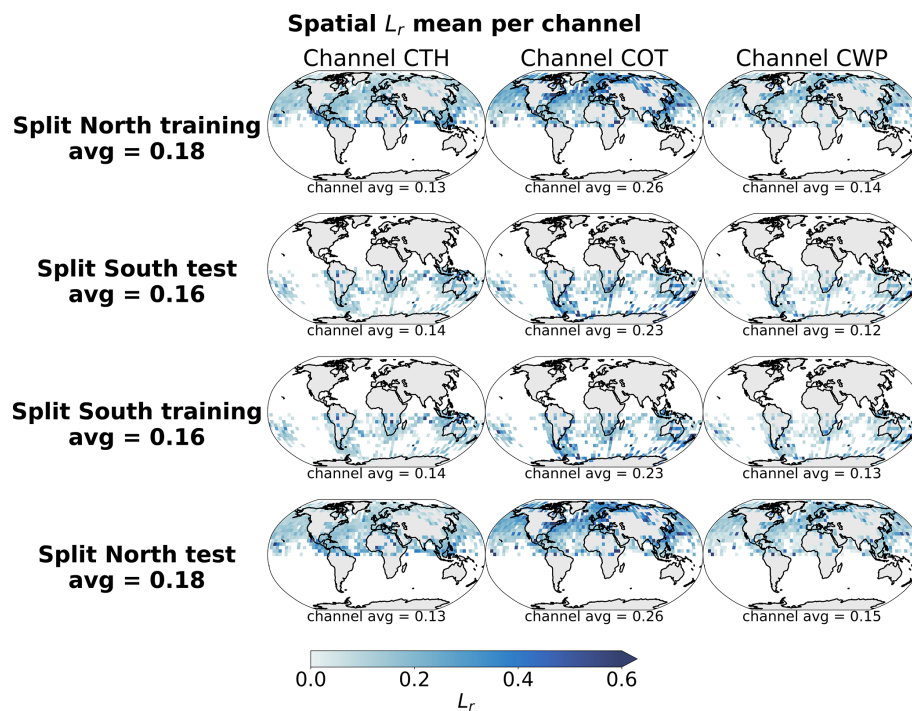 Spatial L_r mean per channel
Channel CTH Channel COT Channel CWP
Split North training
avg = 0.18
channel avg = 0.13 channel avg = 0.26 channel avg = 0.14
Split South test
avg = 0.16
channel avg = 0.14 channel avg = 0.23 channel avg = 0.12
Split South training
avg = 0.16
channel avg = 0.14 channel avg = 0.23 channel avg = 0.13
Split North test
avg = 0.18
channel avg = 0.13 channel avg = 0.26 channel avg = 0.15
0.0 0.2 0.4 0.6
L_r